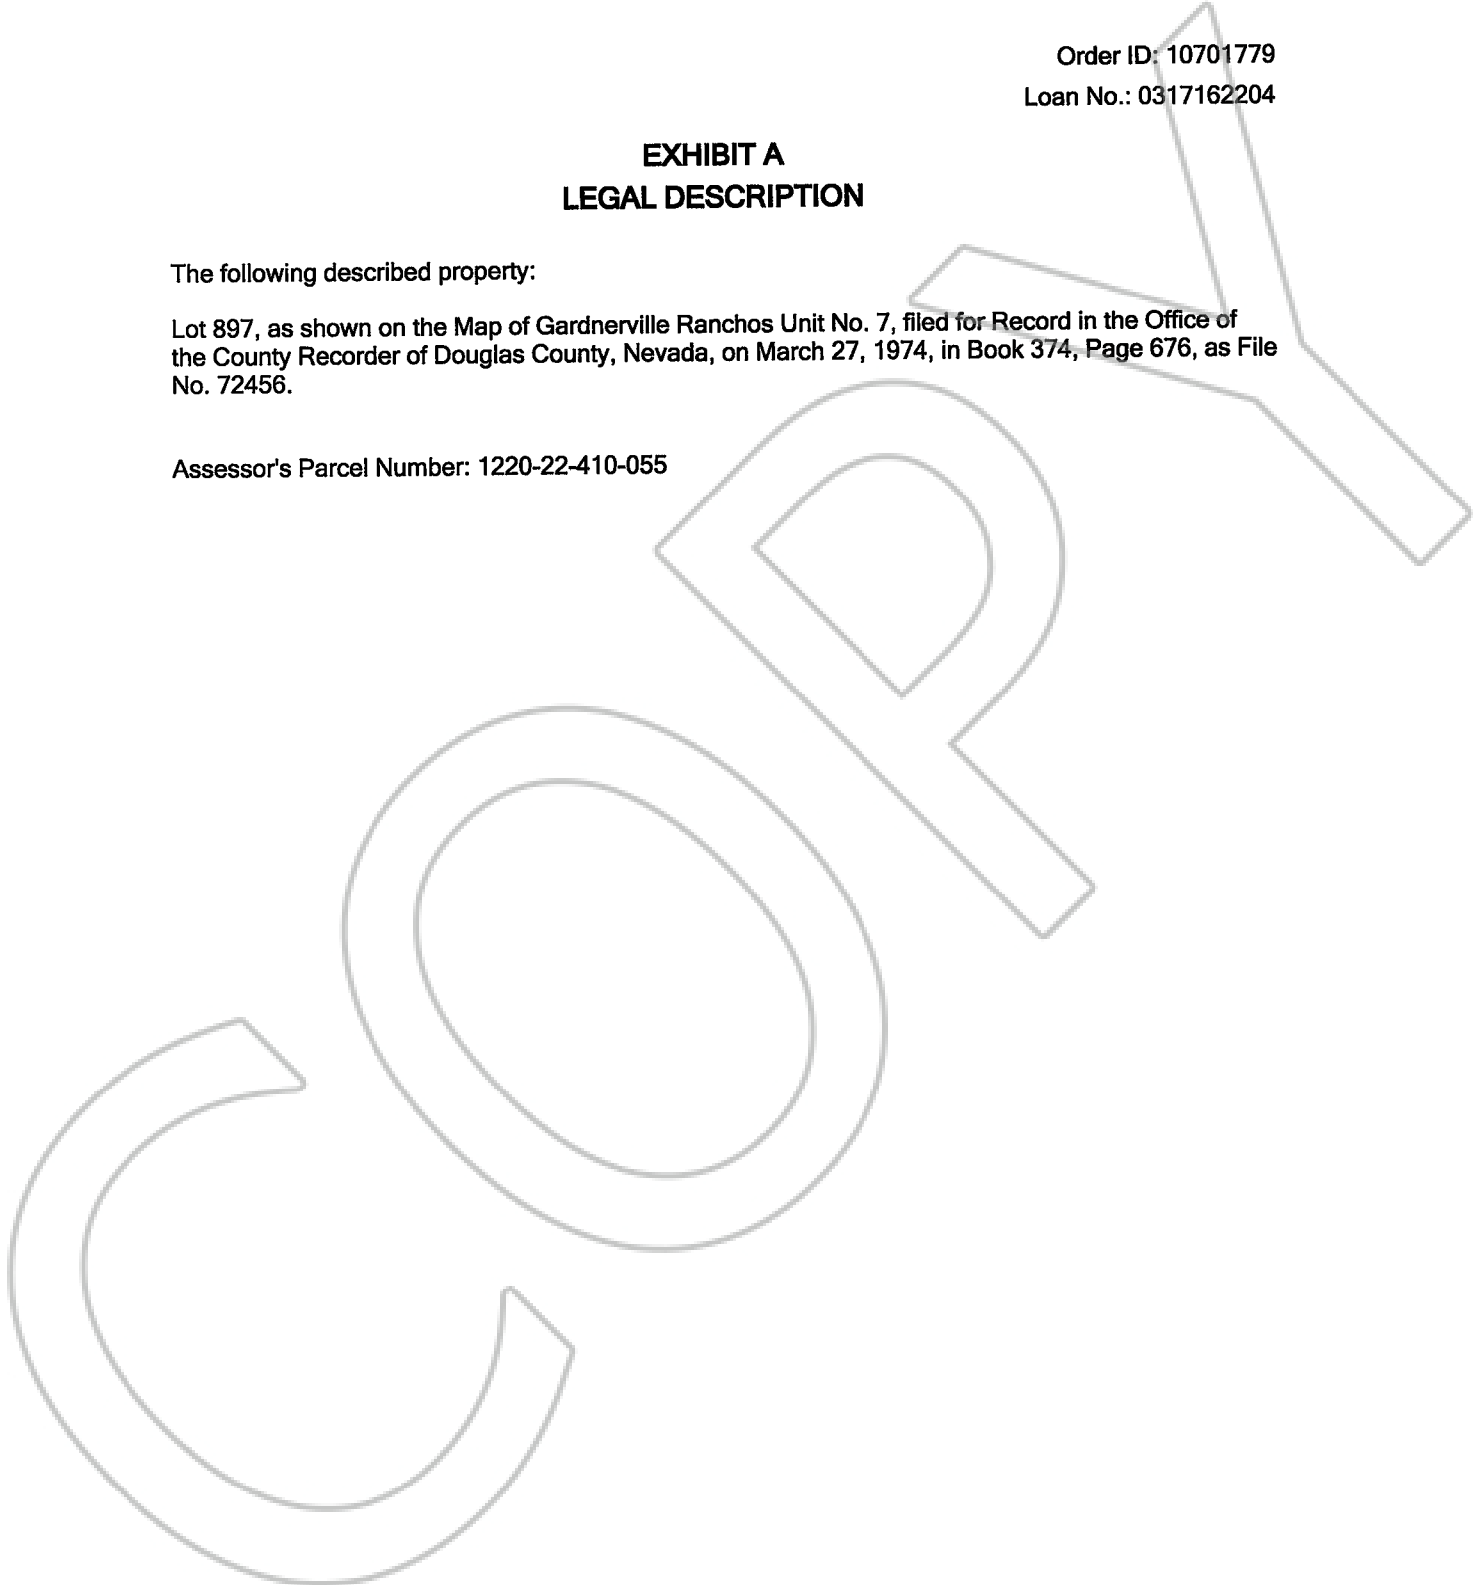 Order ID: 10701779
Loan No.: 0317162204
EXHIBIT A
LEGAL DESCRIPTION
The following described property:
Lot 897, as shown on the Map of Gardnerville Ranchos Unit No. 7, filed for Record in the Office of
the County Recorder of Douglas County, Nevada, on March 27, 1974, in Book 374, Page 676, as File
No. 72456.
Assessor's Parcel Number: 1220-22-410-055
COPY